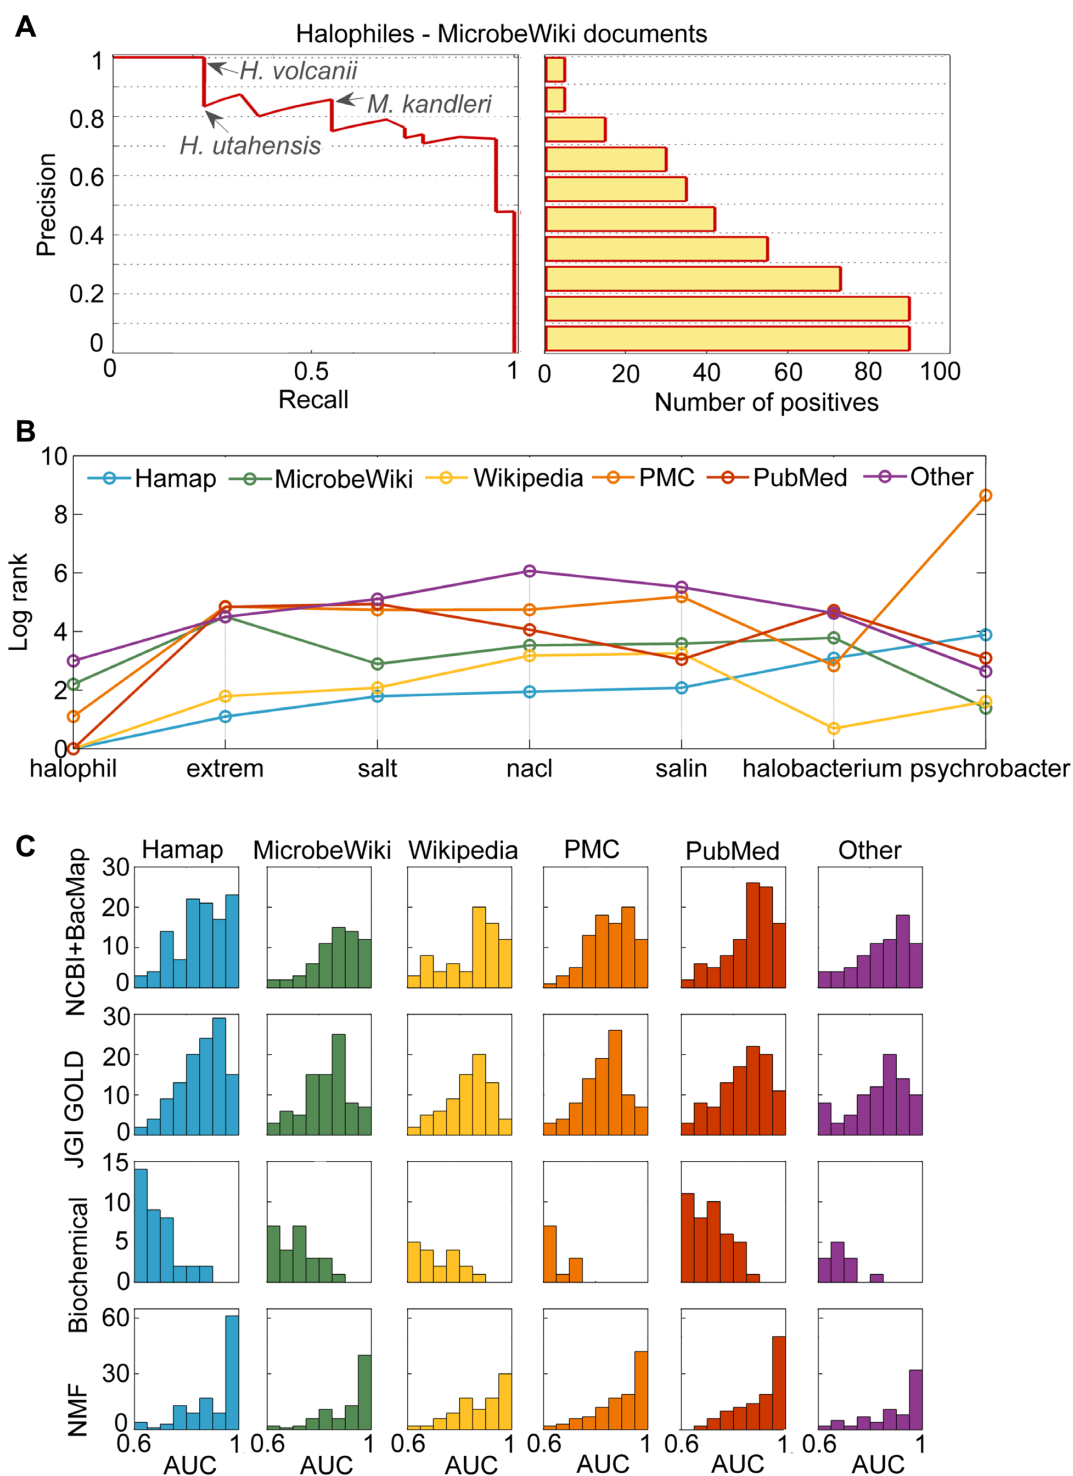 A
Halophiles - MicrobeWiki documents
1
0.8
0.6
0.4
0.2
0
Precision
H. volcanii
M. kandleri
H. utahensis
0 0.5 1
Recall
0 20 40 60 80 100
Number of positives
B
10
8
6
4
2
0
Log rank
Hamap MicrobeWiki Wikipedia PMC PubMed Other
halophil extrem salt nacl salin halobacterium psychrobacter
C
Hamap MicrobeWiki Wikipedia PMC PubMed Other
NCBI+BacMap
30
20
10
0
JGI GOLD
30
20
10
0
Biochemical
15
10
5
0
NMF
60
30
0
0.6 1 0.6 1 0.6 1 0.6 1 0.6 1 0.6 1
AUC AUC AUC AUC AUC AUC